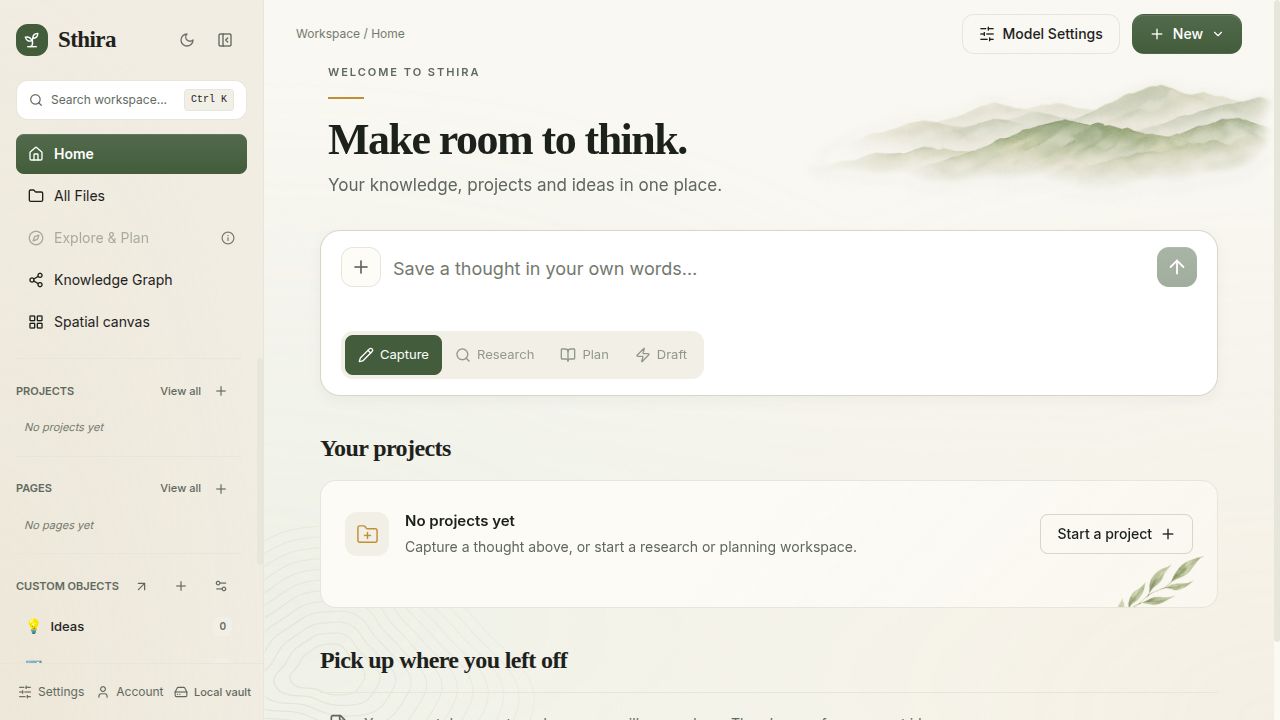 Sthira
Search workspace...
Ctrl K
Home
All Files
Explore & Plan
Knowledge Graph
Spatial canvas
PROJECTS
View all
No projects yet
PAGES
View all
No pages yet
CUSTOM OBJECTS
Ideas
0
Settings
Account
Local vault
Workspace / Home
Model Settings
New
WELCOME TO STHIRA
Make room to think.
Your knowledge, projects and ideas in one place.
Save a thought in your own words...
Capture
Research
Plan
Draft
Your projects
No projects yet
Capture a thought above, or start a research or planning workspace.
Start a project
Pick up where you left off